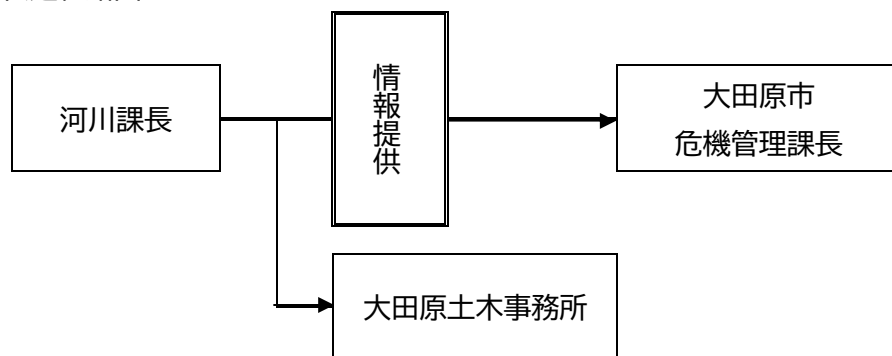 河川課長
情報提供
大田原市
危機管理課長
大田原土木事務所